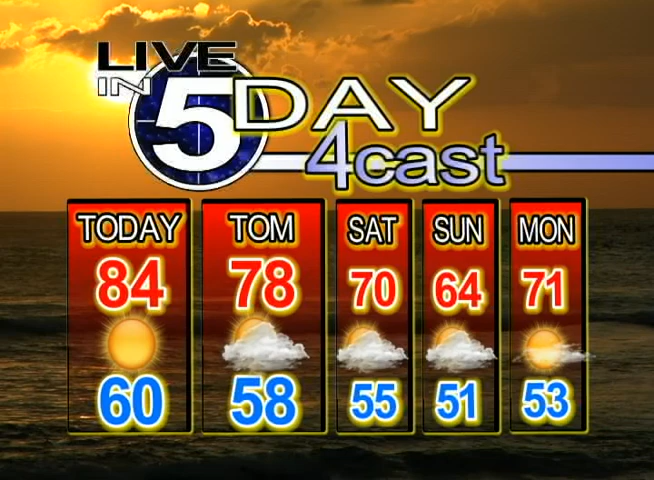 LIVE
IN 5 DAY
4cast
TODAY TOM SAT SUN MON
84 78 70 64 71
60 58 55 51 53